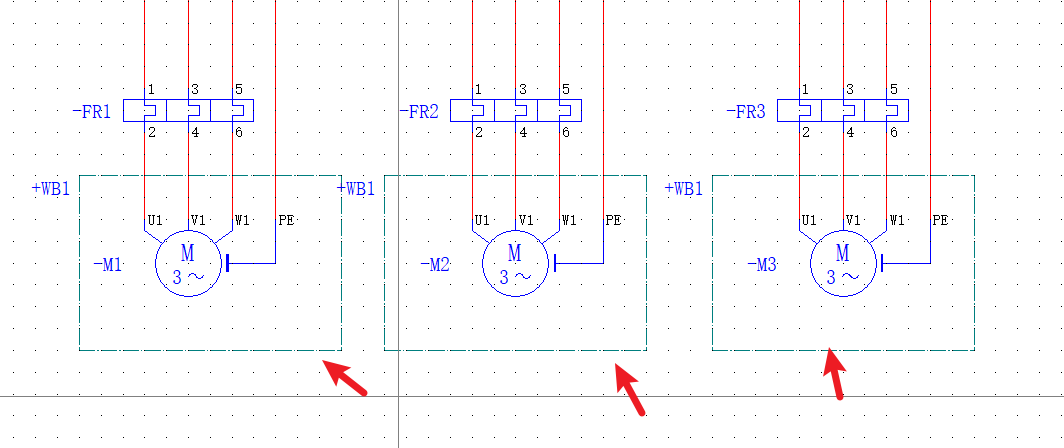 1 3 5 1 3 5 1 3 5
-FR1 -FR2 -FR3
2 4 6 2 4 6 2 4 6
+WB1 +WB1 +WB1
U1 V1 W1 PE U1 V1 W1 PE U1 V1 W1 PE
-M1 M -M2 M -M3 M
3~ 3~ 3~